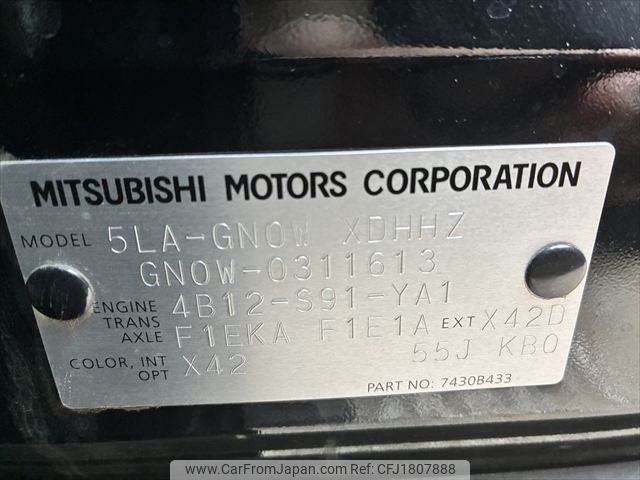 MITSUBISHI MOTORS CORPORATION
MODEL 5LA-GN0W XDHHZ
GN0W-0311613
ENGINE 4B12-S91-YA1
TRANS AXLE F1EKA F1E1A EXT X42D
COLOR, INT OPT X42 55J KB0
PART NO: 7430B433
www.CarFromJapan.com Ref No: CFJ1807888